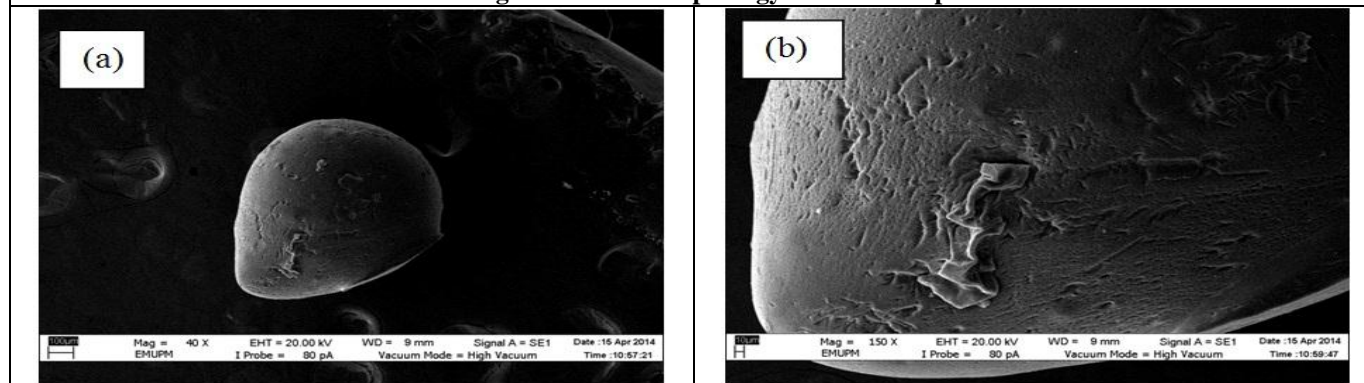 (a)
100µm
Mag = 40 X EHT = 20.00 kV WD = 9 mm Signal A = SE1 Date :15 Apr 2014
EMUPM I Probe = 80 pA Vacuum Mode = High Vacuum Time :10:57:21
(b)
10µm
Mag = 150 X EHT = 20.00 kV WD = 9 mm Signal A = SE1 Date :15 Apr 2014
EMUPM I Probe = 80 pA Vacuum Mode = High Vacuum Time :10:59:47